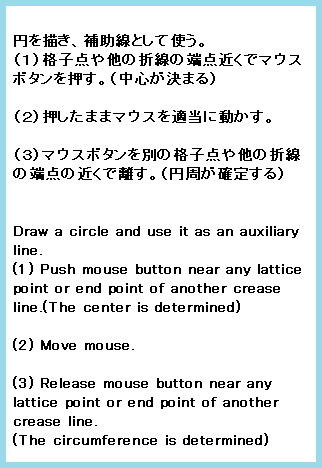 円を描き、補助線として使う。
(1)格子点や他の折線の端点近くでマウス
ボタンを押す。(中心が決まる)
(2)押したままマウスを適当に動かす。
(3)マウスボタンを別の格子点や他の折線
の端点の近くで離す。(円周が確定する)
Draw a circle and use it as an auxiliary
line.
(1) Push mouse button near any lattice
point or end point of another crease
line.(The center is determined)
(2) Move mouse.
(3) Release mouse button near any
lattice point or end point of another
crease line.
(The circumference is determined)